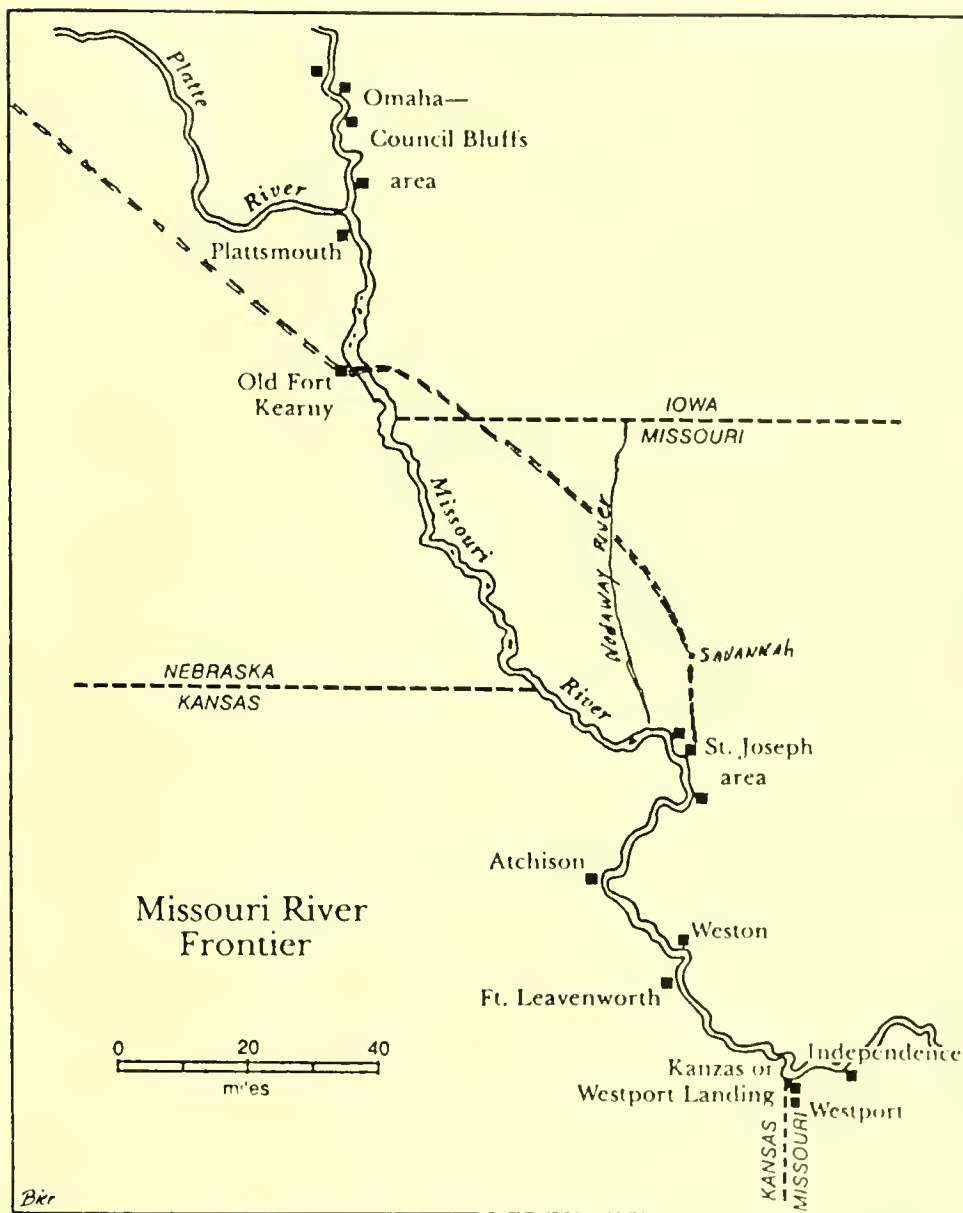 Platte
River
Omaha—
Council Bluffs
area
Plattsmouth
Old Fort
Kearny
IOWA
MISSOURI
Missouri
River
NODAWAY RIVER
SAVANNAH
NEBRASKA
KANSAS
St. Joseph
area
Atchison
Missouri River
Frontier
Weston
Ft. Leavenworth
0 20 40
miles
Independence
Kanzas or
Westport Landing
Westport
KANSAS
MISSOURI
Bier